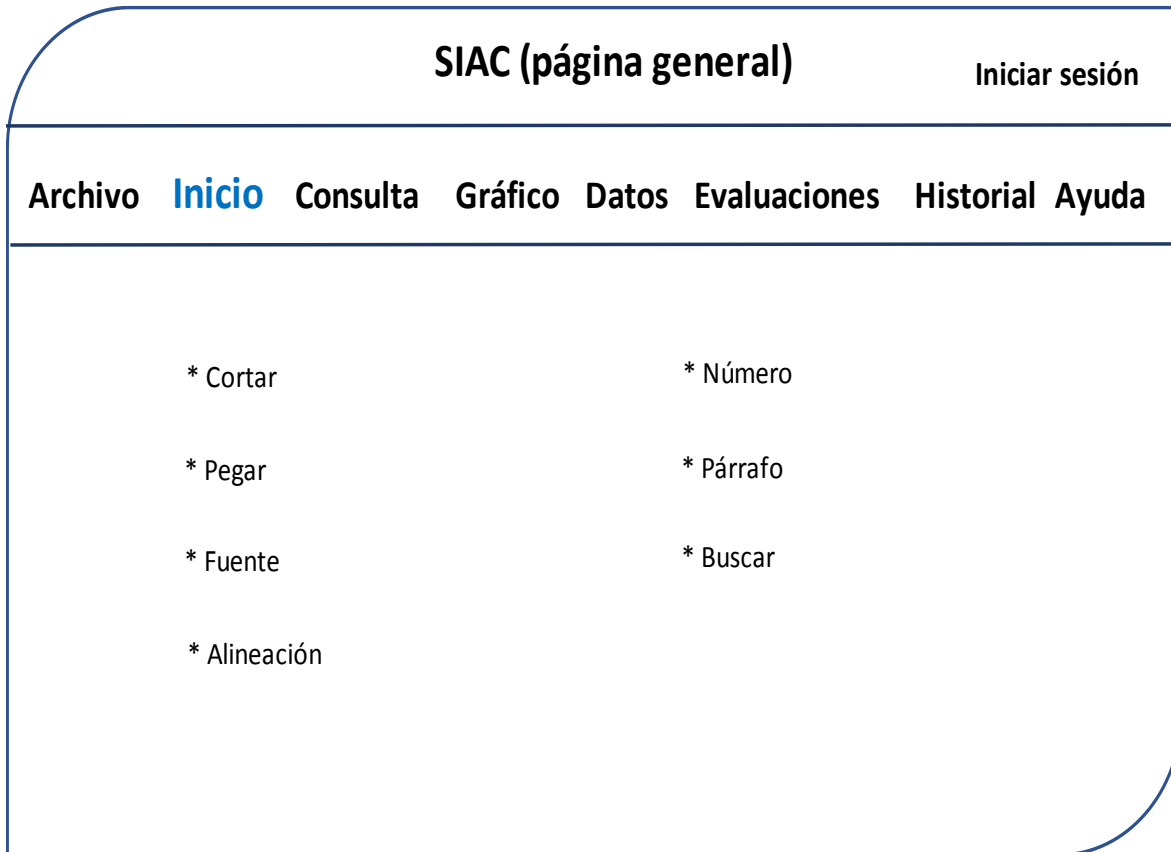 SIAC (página general)
Iniciar sesión
Archivo Inicio Consulta Gráfico Datos Evaluaciones Historial Ayuda
* Cortar
* Pegar
* Fuente
* Alineación
* Número
* Párrafo
* Buscar